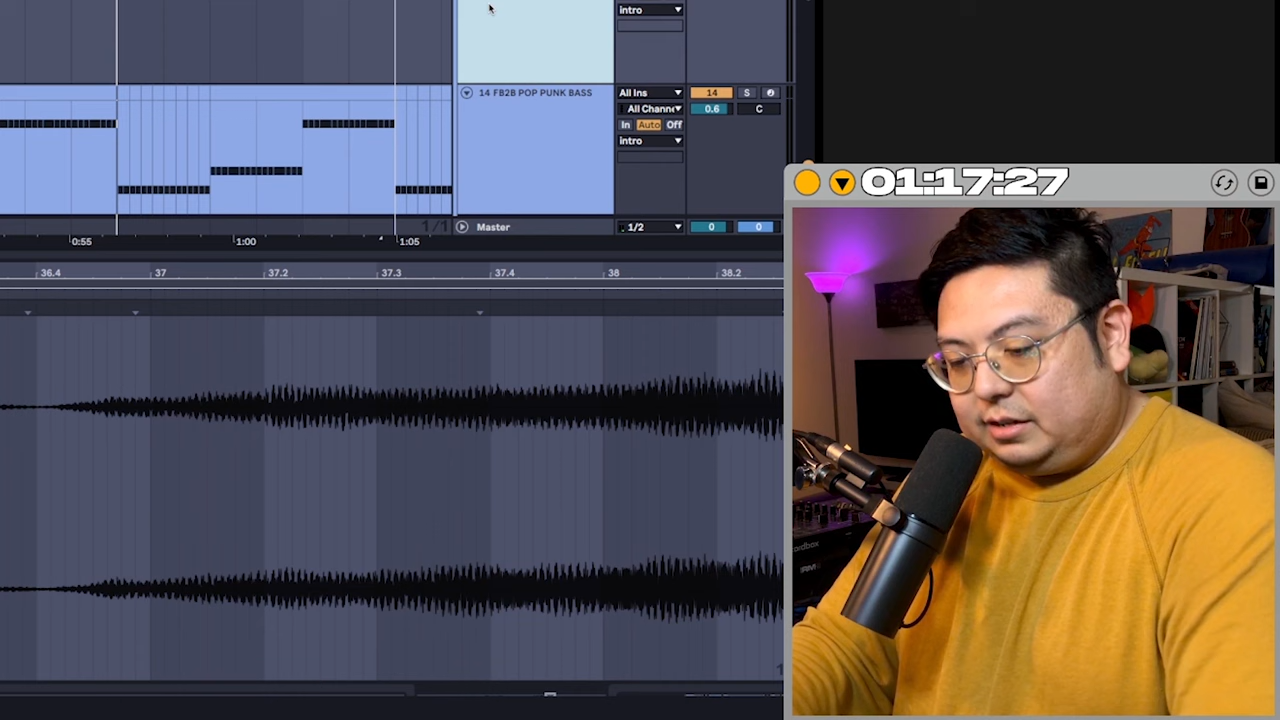 intro
14 FB2B POP PUNK BASS
All Ins
14
S
All Channe
0.6
C
In
Auto
Off
intro
01:17:27
1/1
Master
1/2
0
0
0:55
1:00
1:05
36.4
37
37.2
37.3
37.4
38
38.2